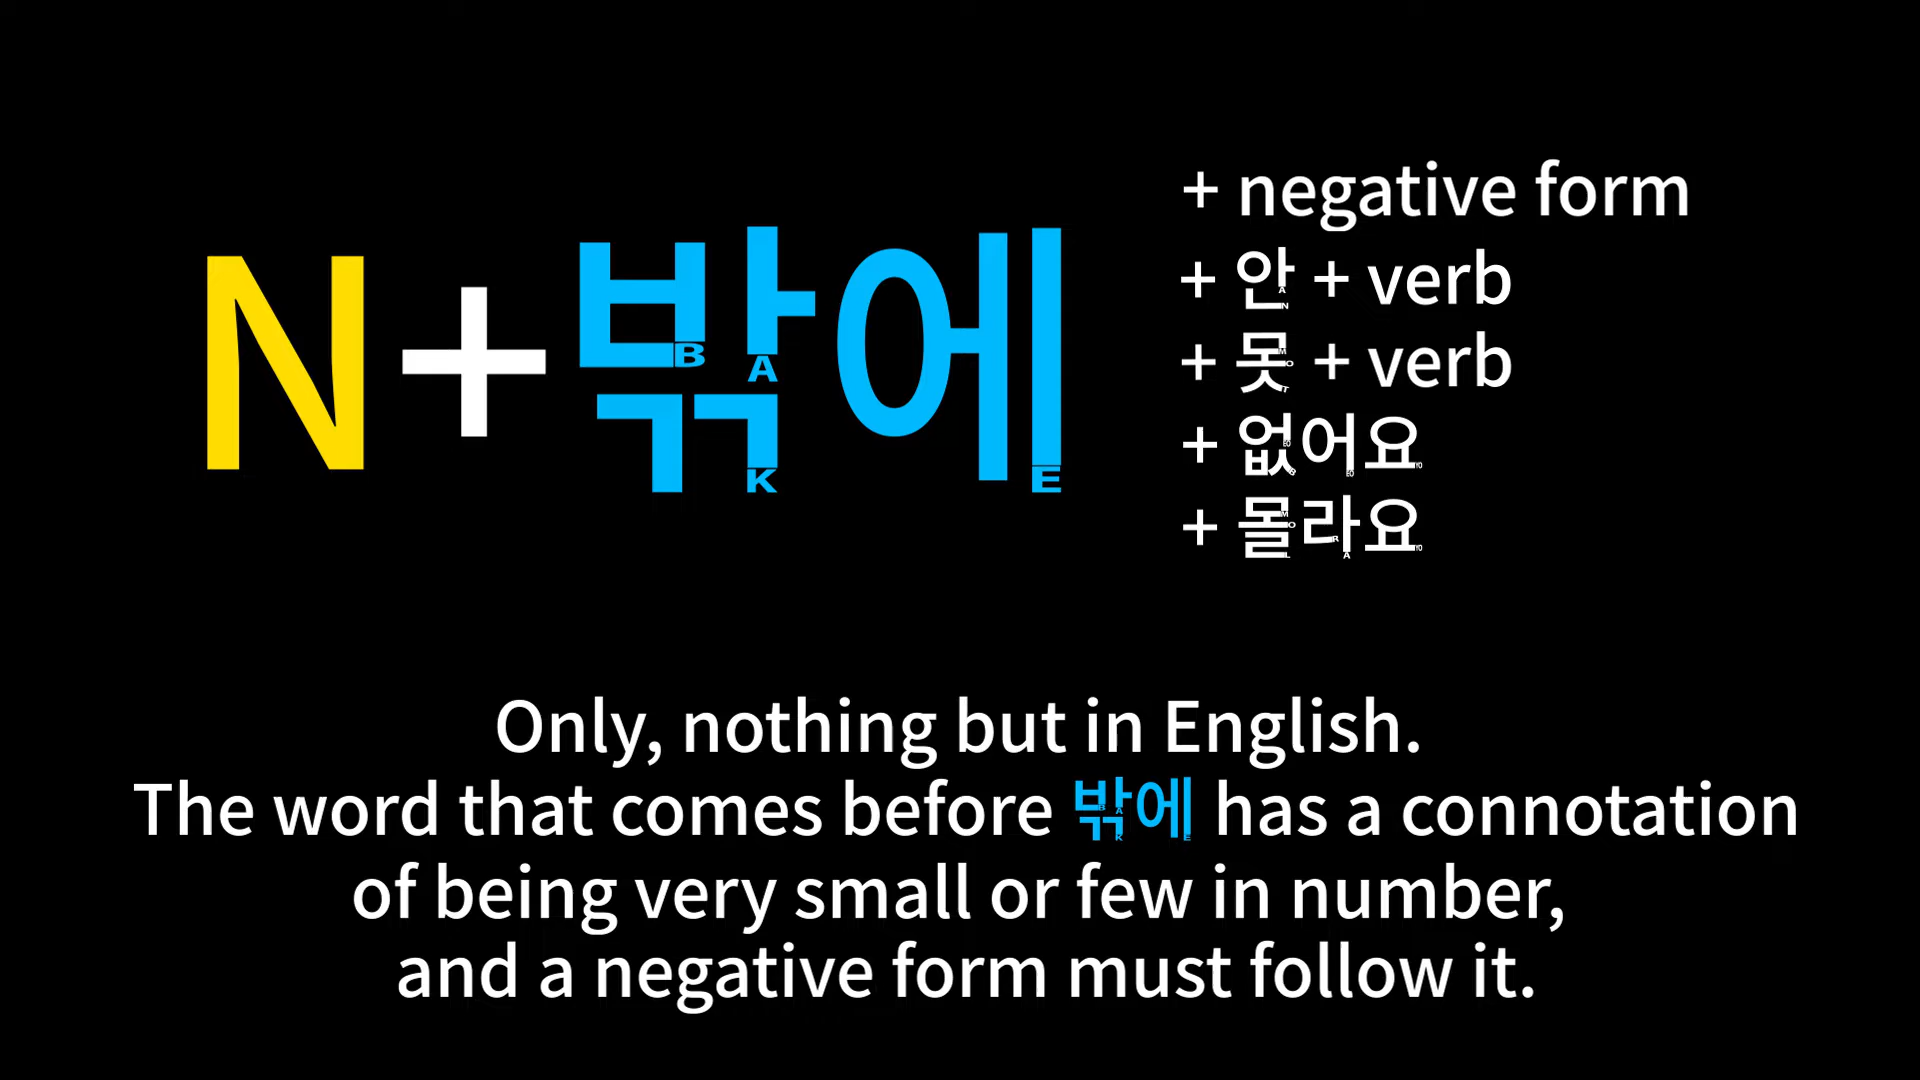 N+밖에
+ negative form
+ 안 + verb
+ 못 + verb
+ 없어요
+ 몰라요
Only, nothing but in English.
The word that comes before 밖에 has a connotation
of being very small or few in number,
and a negative form must follow it.